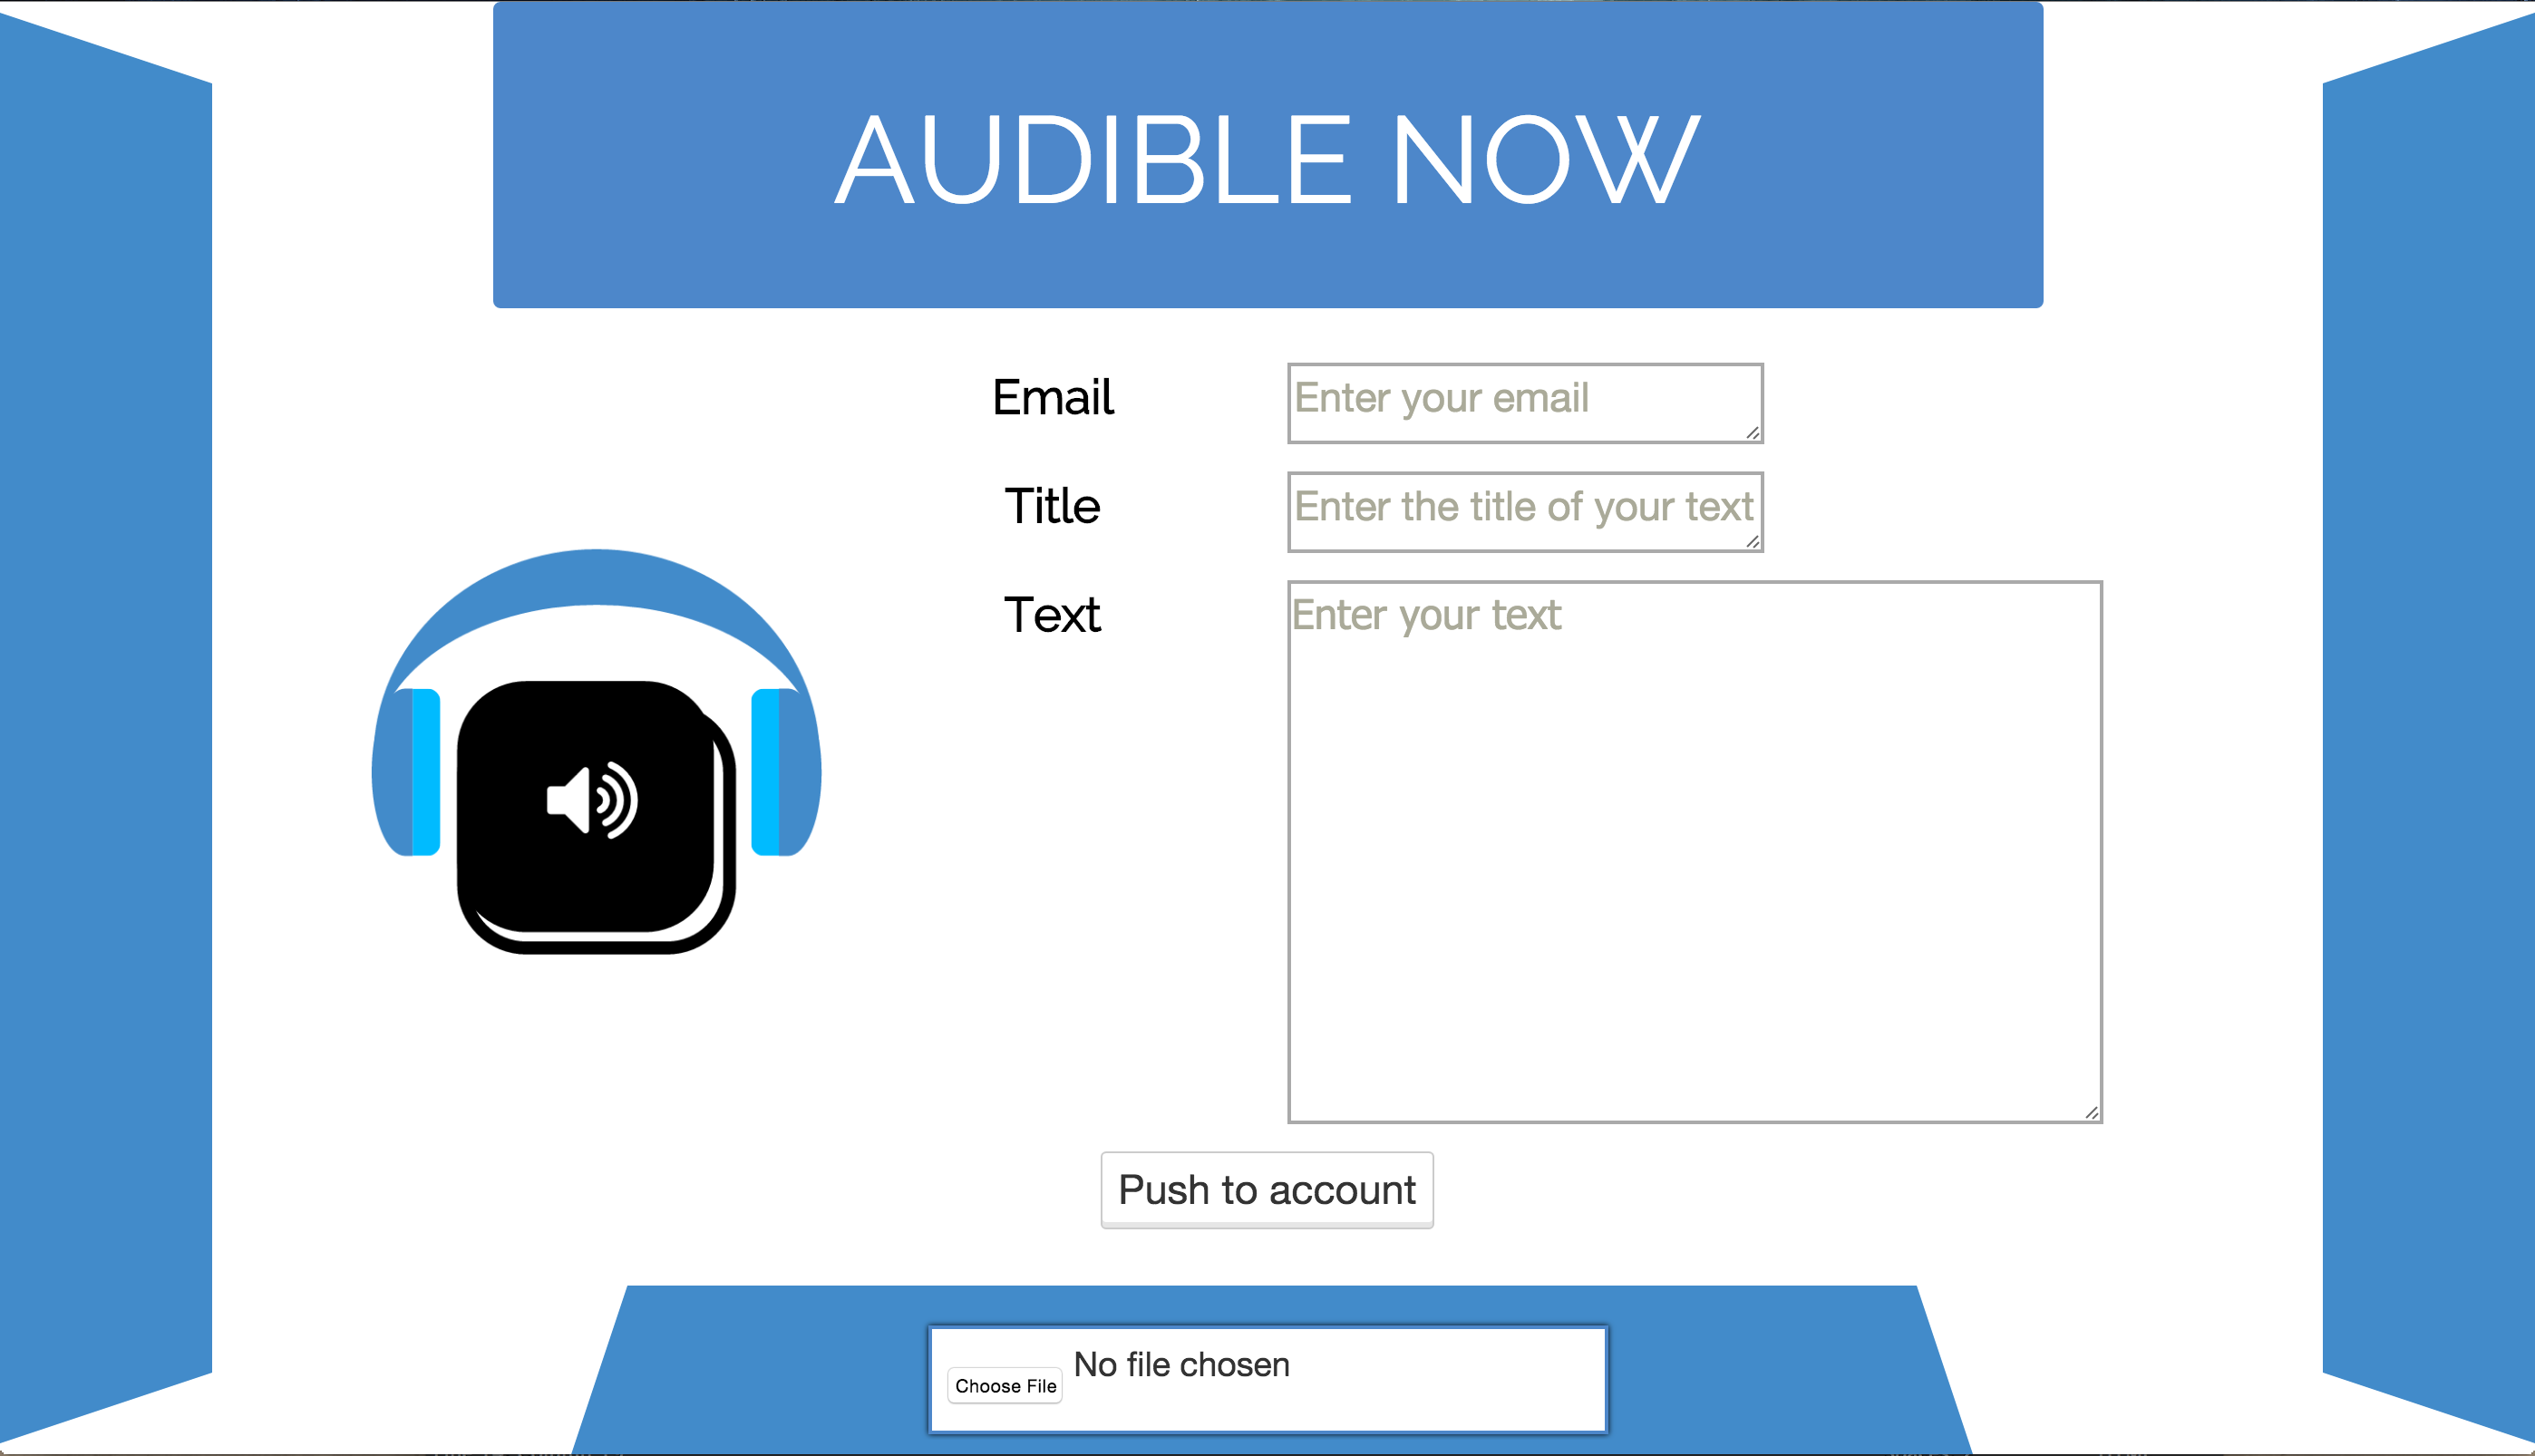 AUDIBLE NOW
Email
Enter your email
Title
Enter the title of your text
Text
Enter your text
Push to account
Choose File
No file chosen